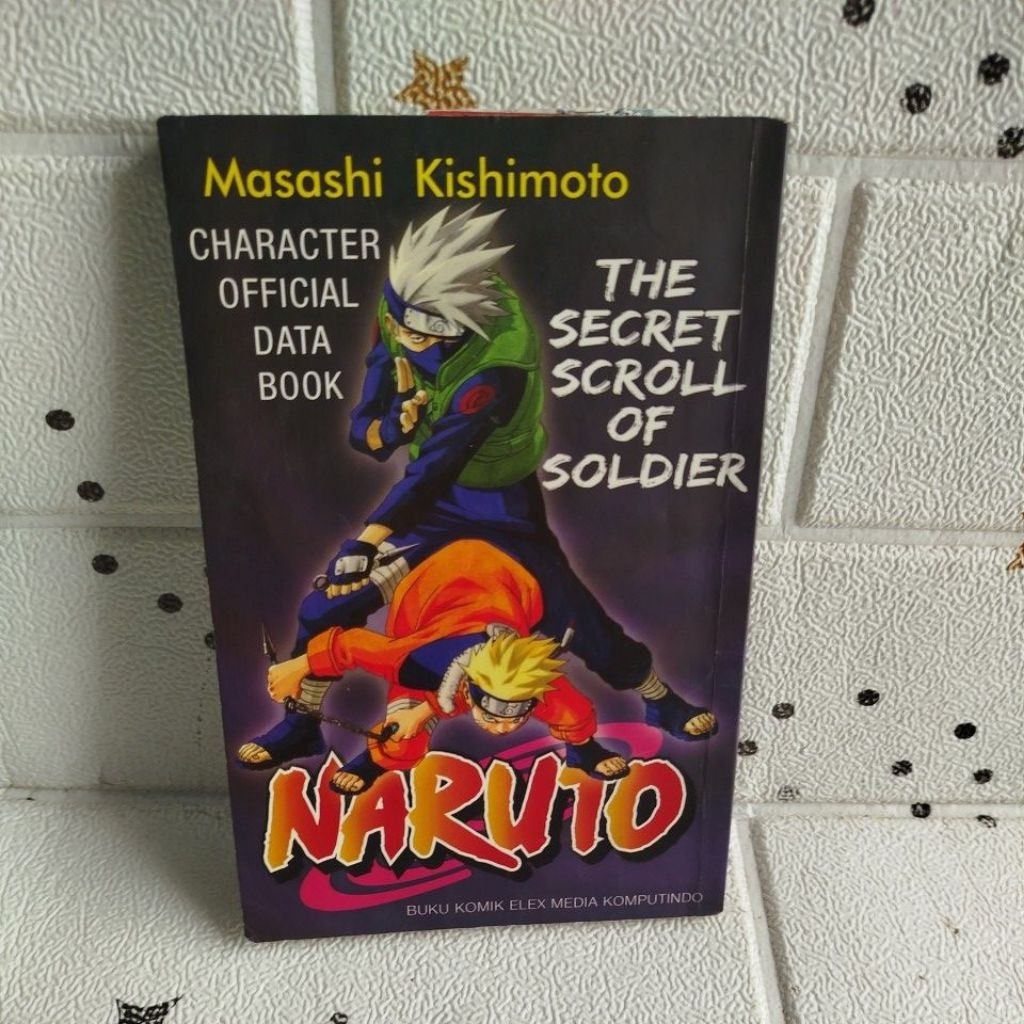 Masashi Kishimoto
CHARACTER
OFFICIAL
DATA
BOOK
THE
SECRET
SCROLL
OF
SOLDIER
NARUTO
BUKU KOMIK ELEX MEDIA KOMPUTINDO